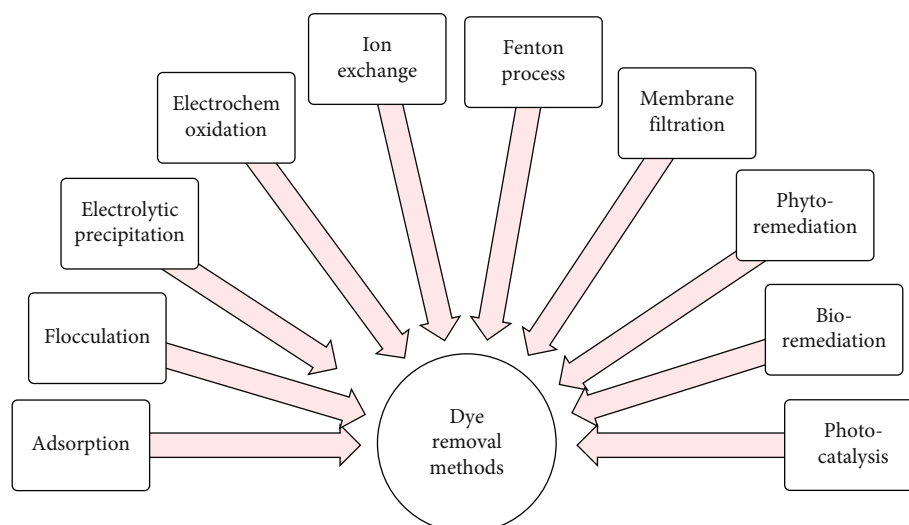 Ion
exchange
Fenton
process
Electrochem
oxidation
Membrane
filtration
Electrolytic
precipitation
Phyto-
remediation
Flocculation
Bio-
remediation
Adsorption
Dye
removal
methods
Photo-
catalysis